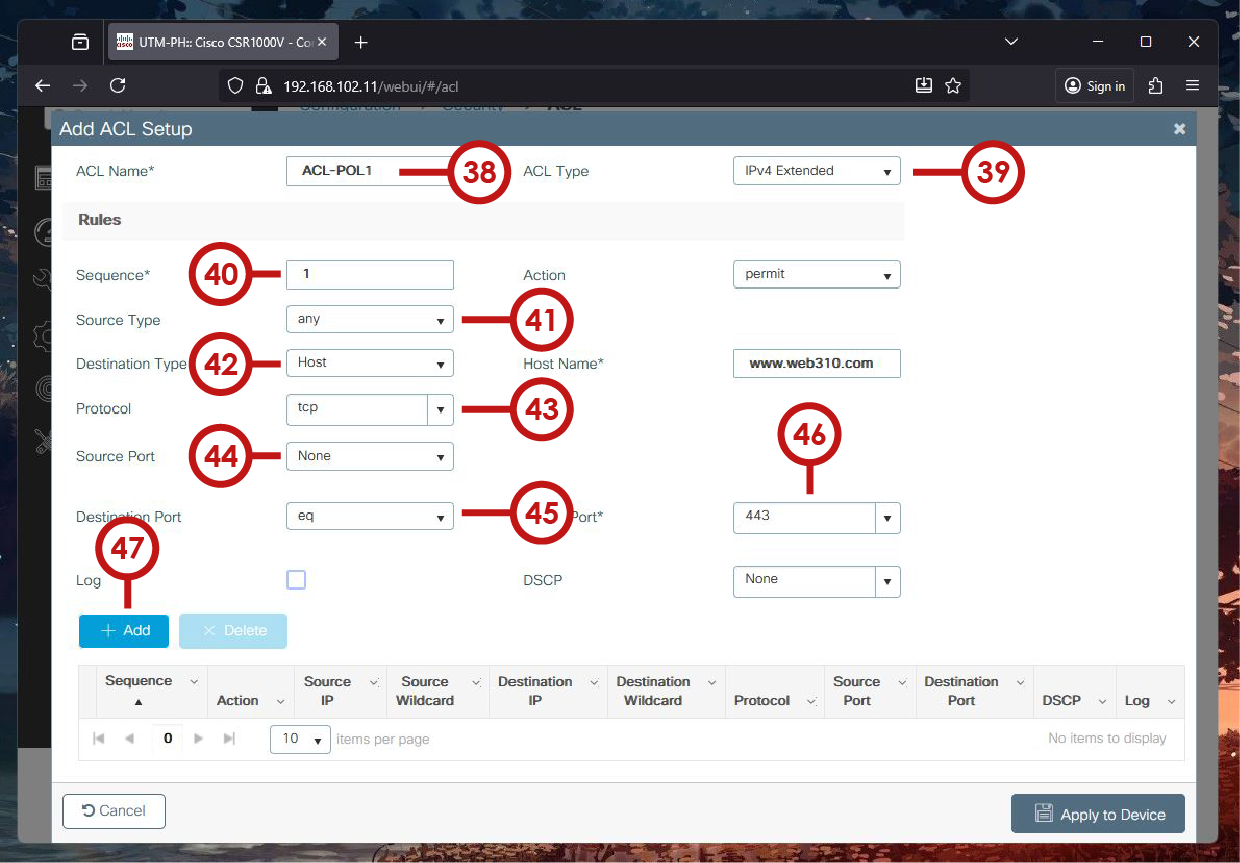 UTM-PH:: Cisco CSR1000V - Co
192.168.102.11/webui/#/acl
Sign in
Configuration > Security > ACL
Add ACL Setup
ACL Name*
ACL-POL1
38
ACL Type
IPv4 Extended
39
Rules
Sequence*
40
1
Action
permit
Source Type
any
41
Destination Type
42
Host
Host Name*
www.web310.com
Protocol
tcp
43
Source Port
44
None
46
Destination Port
eq
45
Port*
443
47
Log
DSCP
None
+ Add
× Delete
Sequence
Action
Source IP
Source Wildcard
Destination IP
Destination Wildcard
Protocol
Source Port
Destination Port
DSCP
Log
0
10
items per page
No items to display
Cancel
Apply to Device